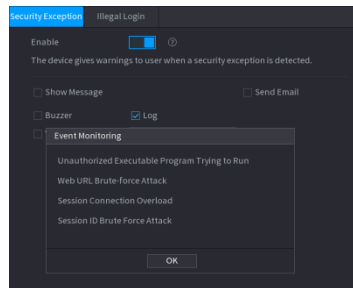 Security Exception Illegal Login
Enable
The device gives warnings to user when a security exception is detected.
Show Message Send Email
Buzzer Log
Event Monitoring
Unauthorized Executable Program Trying to Run
Web URL Brute-force Attack
Session Connection Overload
Session ID Brute Force Attack
OK